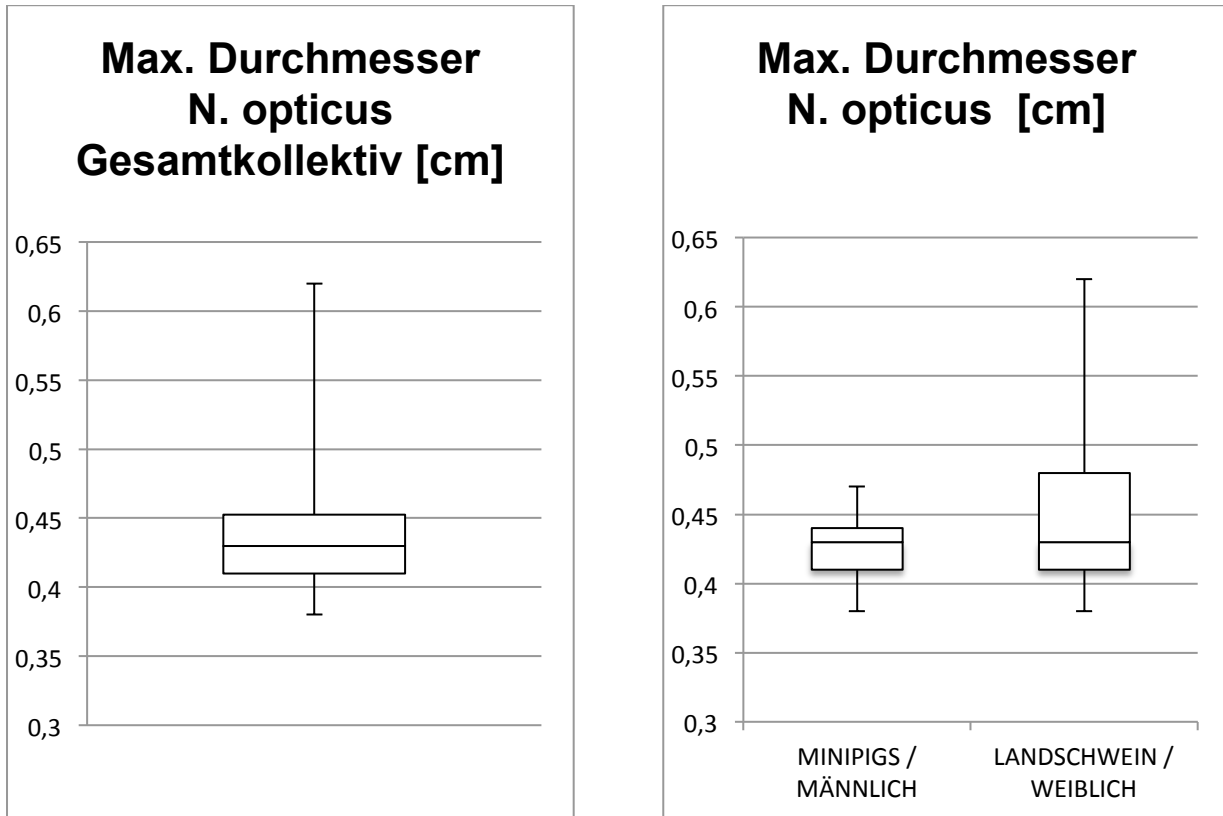 Max. Durchmesser
N. opticus
Gesamtkollektiv [cm]
0,65
0,6
0,55
0,5
0,45
0,4
0,35
0,3
Max. Durchmesser
N. opticus [cm]
0,65
0,6
0,55
0,5
0,45
0,4
0,35
0,3
MINIPIGS /
MÄNNLICH
LANDSCHWEIN /
WEIBLICH